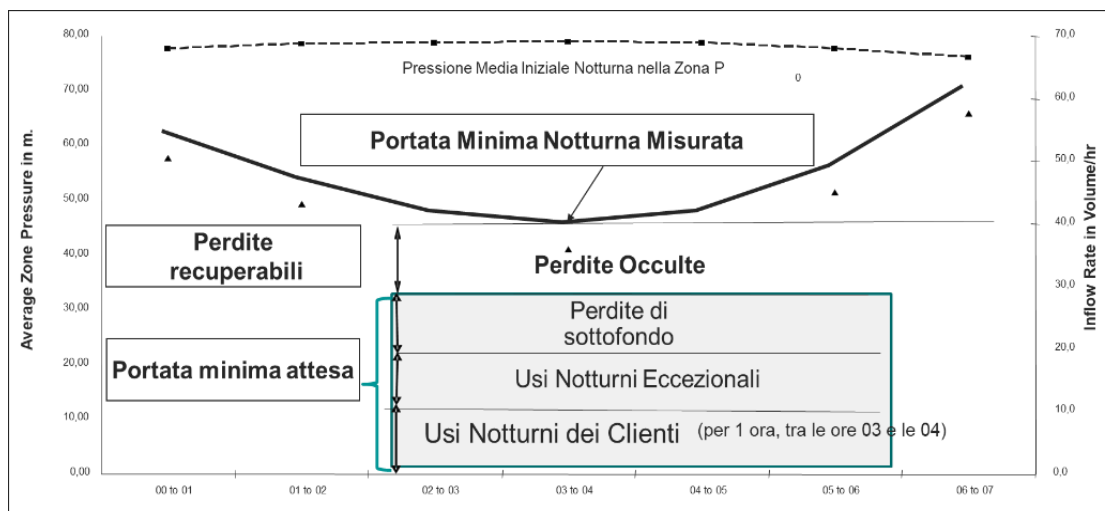 80,00
70,00
60,00
50,00
40,00
30,00
20,00
10,00
0,00
Average Zone Pressure in m.
Pressione Media Iniziale Notturna nella Zona P
0
Portata Minima Notturna Misurata
Perdite
recuperabili
Perdite Occulte
Perdite di
sottofondo
Portata minima attesa
Usi Notturni Eccezionali
Usi Notturni dei Clienti (per 1 ora, tra le ore 03 e le 04)
70,0
60,0
50,0
40,0
30,0
20,0
10,0
0,0
Inflow Rate in Volume/hr
00 to 01
01 to 02
02 to 03
03 to 04
04 to 05
05 to 06
06 to 07